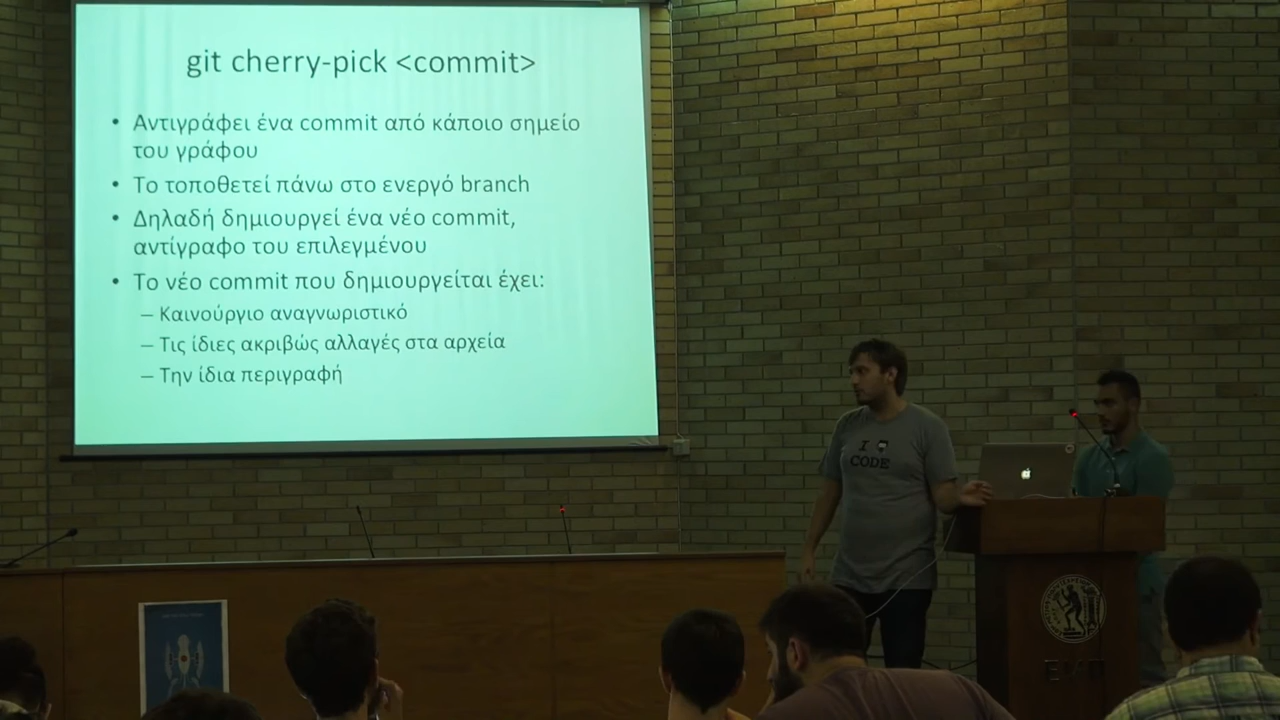 git cherry-pick <commit>
• Αντιγράφει ένα commit από κάποιο σημείο
του γράφου
• Το τοποθετεί πάνω στο ενεργό branch
• Δηλαδή δημιουργεί ένα νέο commit,
αντίγραφο του επιλεγμένου
• Το νέο commit που δημιουργείται έχει:
– Καινούργιο αναγνωριστικό
– Τις ίδιες ακριβώς αλλαγές στα αρχεία
– Την ίδια περιγραφή
I
CODE
Ε.Μ.Π